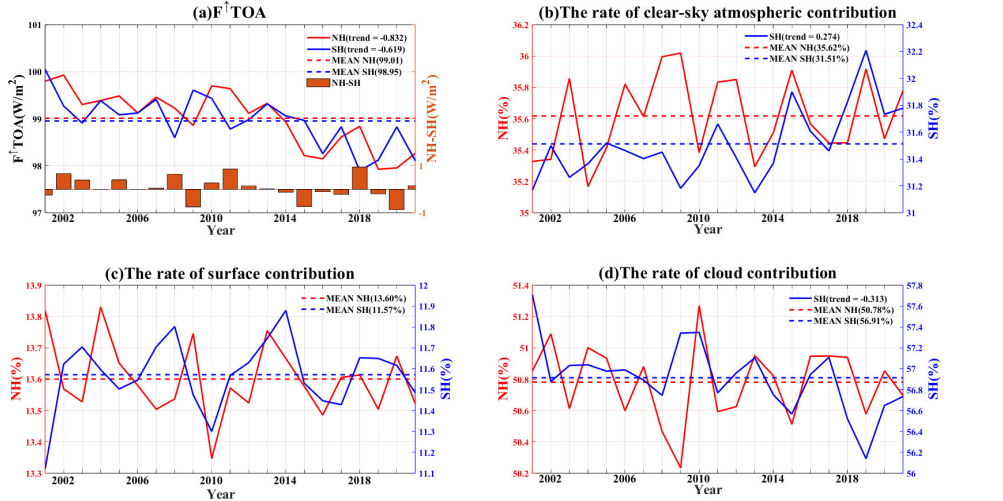 (a)F↑TOA
101
100
99
98
97
F↑TOA(W/m²)
NH(trend = -0.832)
SH(trend = -0.619)
MEAN NH(99.01)
MEAN SH(98.95)
NH-SH
1
-1
NH-SH(W/m²)
2002 2006 2010 2014 2018
Year
(b)The rate of clear-sky atmospheric contribution
36.2
36
35.8
35.6
35.4
35.2
35
NH(%)
SH(trend = 0.274)
MEAN NH(35.62%)
MEAN SH(31.51%)
32.4
32.2
32
31.8
31.6
31.4
31.2
31
SH(%)
2002 2006 2010 2014 2018
Year
(c)The rate of surface contribution
13.9
13.8
13.7
13.6
13.5
13.4
13.3
NH(%)
MEAN NH(13.60%)
MEAN SH(11.57%)
12
11.9
11.8
11.7
11.6
11.5
11.4
11.3
11.2
11.1
SH(%)
2002 2006 2010 2014 2018
Year
(d)The rate of cloud contribution
51.4
51.2
51
50.8
50.6
50.4
50.2
NH(%)
SH(trend = -0.313)
MEAN NH(50.78%)
MEAN SH(56.91%)
57.8
57.6
57.4
57.2
57
56.8
56.6
56.4
56.2
56
SH(%)
2002 2006 2010 2014 2018
Year